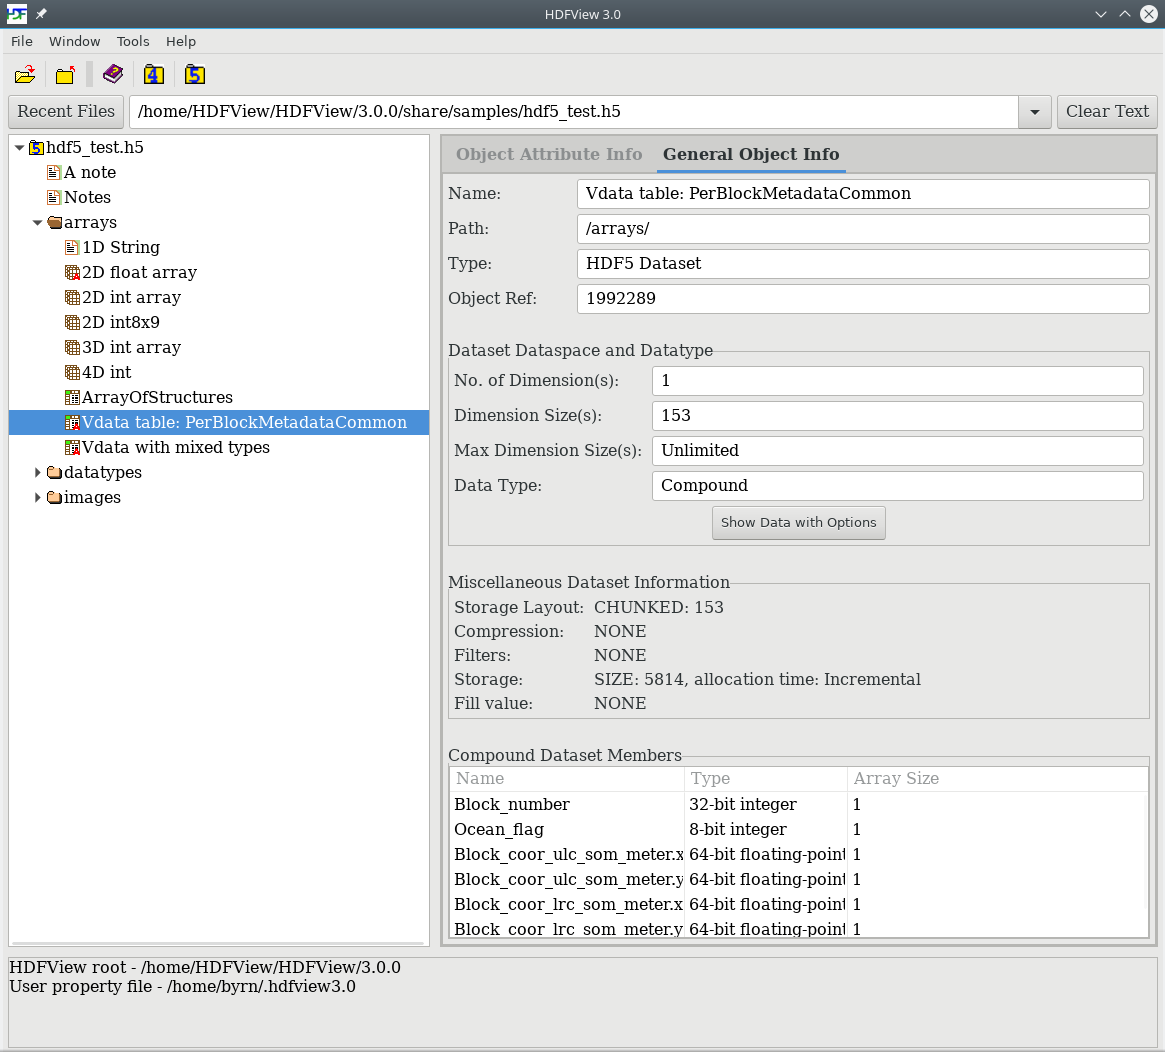 HDFView 3.0
File Window Tools Help
4 5
Recent Files /home/HDFView/HDFView/3.0.0/share/samples/hdf5_test.h5 Clear Text
5 hdf5_test.h5
A note
Notes
arrays
1D String
2D float array
2D int array
2D int8x9
3D int array
4D int
ArrayOfStructures
Vdata table: PerBlockMetadataCommon
Vdata with mixed types
datatypes
images
Object Attribute Info General Object Info
Name: Vdata table: PerBlockMetadataCommon
Path: /arrays/
Type: HDF5 Dataset
Object Ref: 1992289
Dataset Dataspace and Datatype
No. of Dimension(s): 1
Dimension Size(s): 153
Max Dimension Size(s): Unlimited
Data Type: Compound
Show Data with Options
Miscellaneous Dataset Information
Storage Layout: CHUNKED: 153
Compression: NONE
Filters: NONE
Storage: SIZE: 5814, allocation time: Incremental
Fill value: NONE
Compound Dataset Members
Name Type Array Size
Block_number 32-bit integer 1
Ocean_flag 8-bit integer 1
Block_coor_ulc_som_meter.x 64-bit floating-point 1
Block_coor_ulc_som_meter.y 64-bit floating-point 1
Block_coor_lrc_som_meter.x 64-bit floating-point 1
Block_coor_lrc_som_meter.y 64-bit floating-point 1
HDFView root - /home/HDFView/HDFView/3.0.0
User property file - /home/byrn/.hdfview3.0